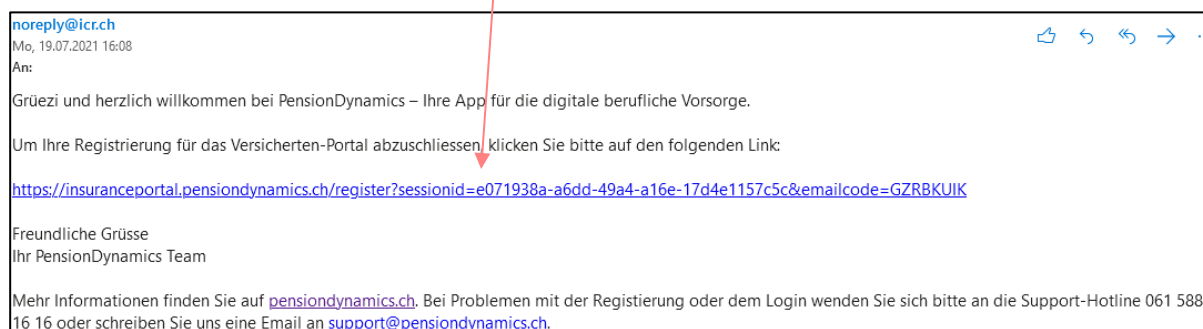 noreply@icr.ch
Mo, 19.07.2021 16:08
An:
Grüezi und herzlich willkommen bei PensionDynamics – Ihre App für die digitale berufliche Vorsorge.
Um Ihre Registrierung für das Versicherten-Portal abzuschliessen, klicken Sie bitte auf den folgenden Link:
https://insuranceportal.pensiondynamics.ch/register?sessionid=e071938a-a6dd-49a4-a16e-17d4e1157c5c&emailcode=GZRBKUIK
Freundliche Grüsse
Ihr PensionDynamics Team
Mehr Informationen finden Sie auf pensiondynamics.ch. Bei Problemen mit der Registierung oder dem Login wenden Sie sich bitte an die Support-Hotline 061 588
16 16 oder schreiben Sie uns eine Email an support@pensiondynamics.ch.